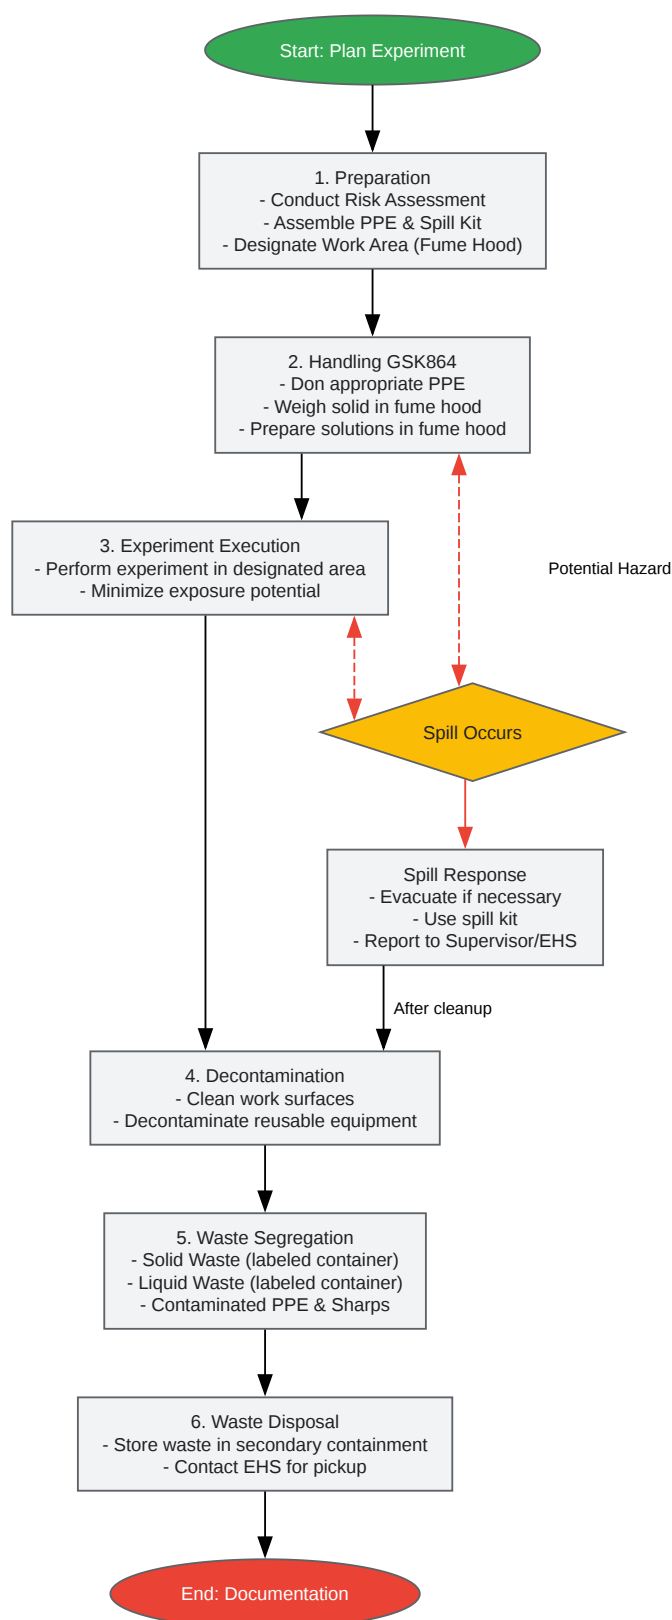 Start: Plan Experiment
1. Preparation
- Conduct Risk Assessment
- Assemble PPE & Spill Kit
- Designate Work Area (Fume Hood)
2. Handling GSK864
- Don appropriate PPE
- Weigh solid in fume hood
- Prepare solutions in fume hood
3. Experiment Execution
- Perform experiment in designated area
- Minimize exposure potential
Potential Hazard
Spill Occurs
Spill Response
- Evacuate if necessary
- Use spill kit
- Report to Supervisor/EHS
After cleanup
4. Decontamination
- Clean work surfaces
- Decontaminate reusable equipment
5. Waste Segregation
- Solid Waste (labeled container)
- Liquid Waste (labeled container)
- Contaminated PPE & Sharps
6. Waste Disposal
- Store waste in secondary containment
- Contact EHS for pickup
End: Documentation